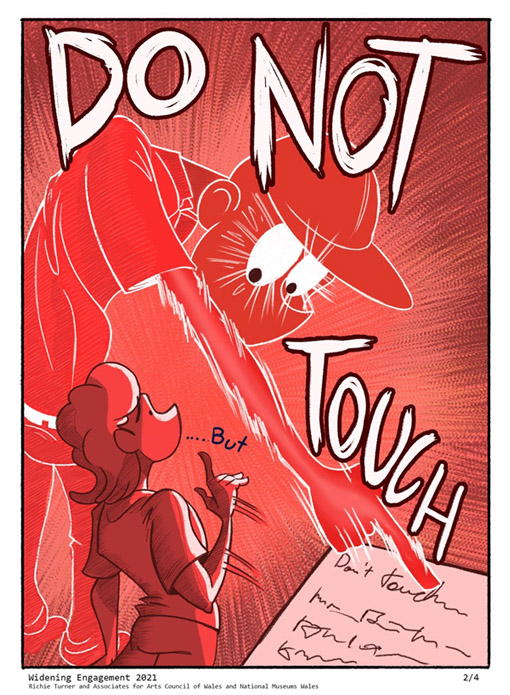 DO NOT
TOUCH
.....But
Don't touch
Widening Engagement 2021
2/4
Richie Turner and Associates for Arts Council of Wales and National Museums Wales